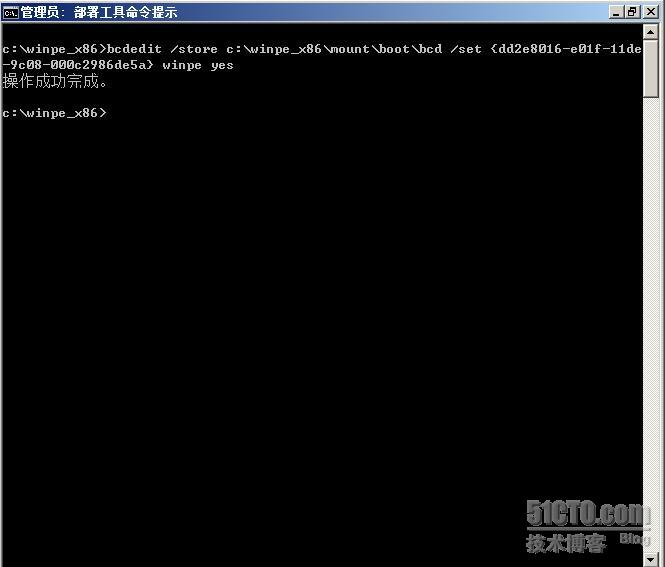 管理员: 部署工具命令提示
c:\winpe_x86>bcdedit /store c:\winpe_x86\mount\boot\bcd /set {dd2e8016-e01f-11de
-9c08-000c2986de5a} winpe yes
操作成功完成。
c:\winpe_x86>
51CTO.com
技术博客 Blog